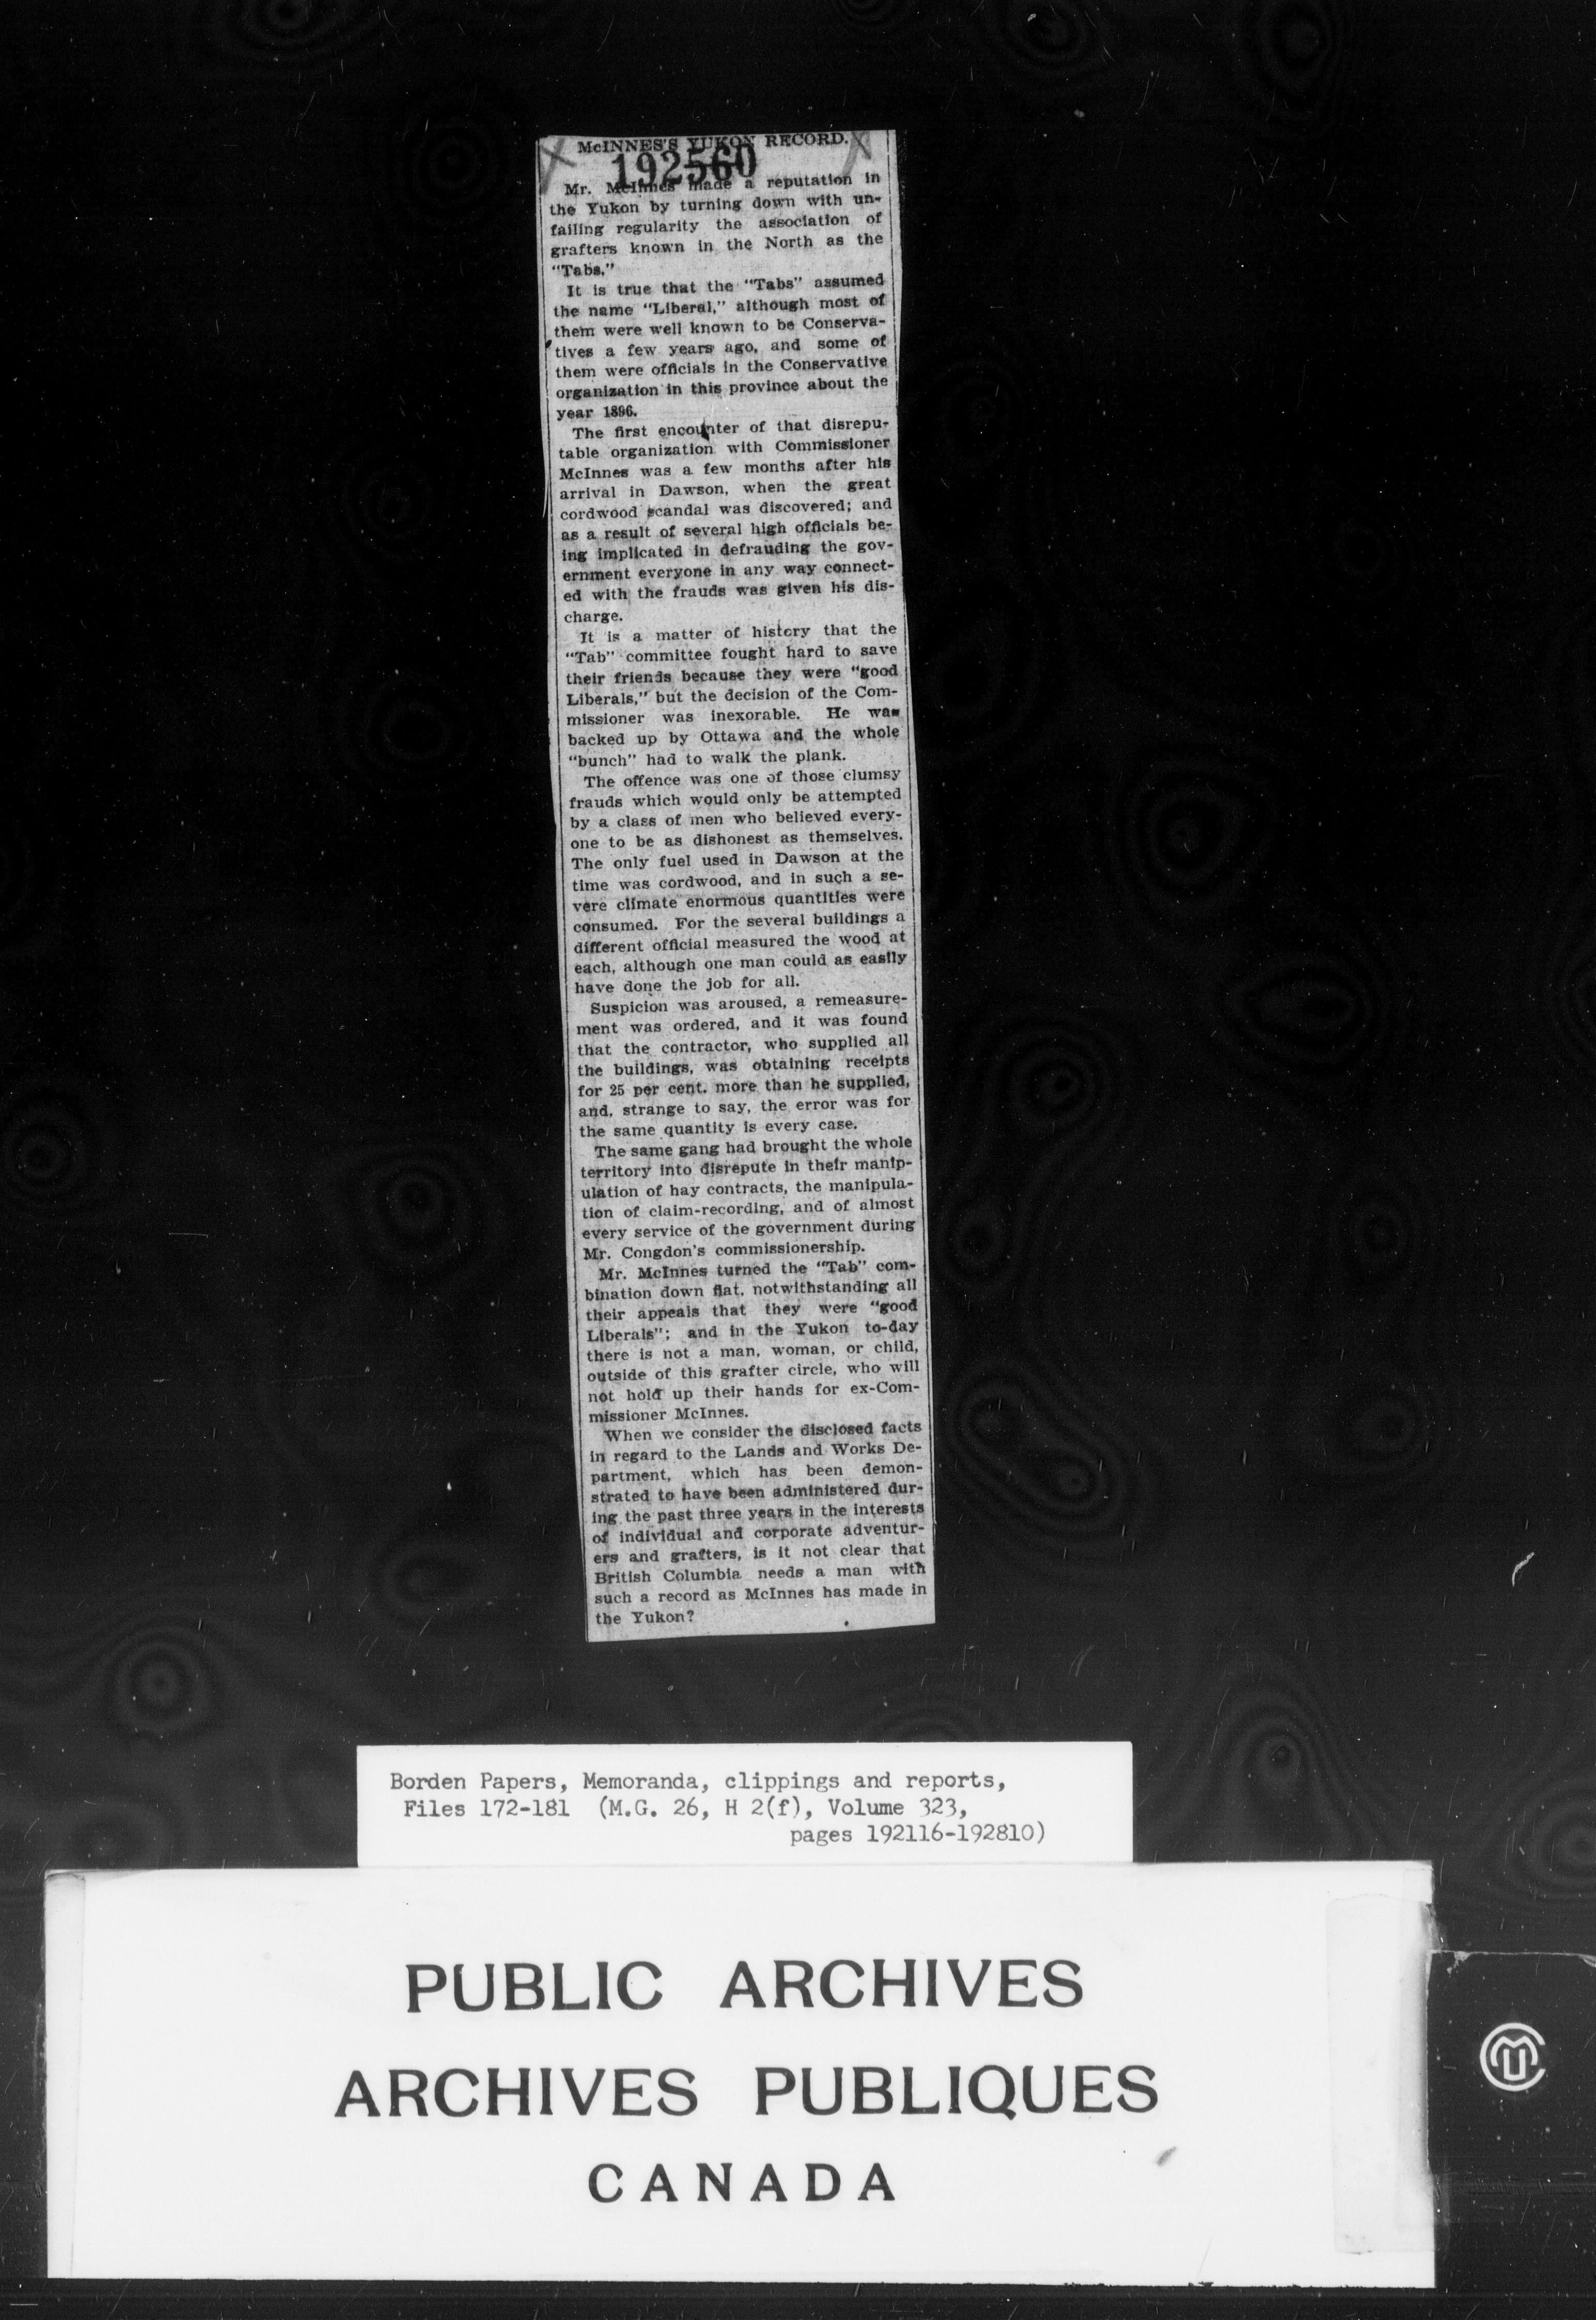 McINNES'S YUKON RECORD.
192560
Mr. McInnes made a reputation in
the Yukon by turning down with un-
failing regularity the association of
grafters known in the North as the
"Tabs."
It is true that the "Tabs" assumed
the name "Liberal," although most of
them were well known to be Conserva-
tives a few years ago, and some of
them were officials in the Conservative
organization in this province about the
year 1896.
The first encounter of that disrepu-
table organization with Commissioner
McInnes was a few months after his
arrival in Dawson, when the great
cordwood scandal was discovered; and
as a result of several high officials be-
ing implicated in defrauding the gov-
ernment everyone in any way connect-
ed with the frauds was given his dis-
charge.
It is a matter of history that the
"Tab" committee fought hard to save
their friends because they were "good
Liberals," but the decision of the Com-
missioner was inexorable. He was
backed up by Ottawa and the whole
"bunch" had to walk the plank.
The offence was one of those clumsy
frauds which would only be attempted
by a class of men who believed every-
one to be as dishonest as themselves.
The only fuel used in Dawson at the
time was cordwood, and in such a se-
vere climate enormous quantities were
consumed. For the several buildings a
different official measured the wood at
each, although one man could as easily
have done the job for all.
Suspicion was aroused, a remeasure-
ment was ordered, and it was found
that the contractor, who supplied all
the buildings, was obtaining receipts
for 25 per cent. more than he supplied,
and, strange to say, the error was for
the same quantity is every case.
The same gang had brought the whole
territory into disrepute in their manip-
ulation of hay contracts, the manipula-
tion of claim-recording, and of almost
every service of the government during
Mr. Congdon's commissionership.
Mr. McInnes turned the "Tab" com-
bination down flat, notwithstanding all
their appeals that they were "good
Liberals"; and in the Yukon to-day
there is not a man, woman, or child,
outside of this grafter circle, who will
not hold up their hands for ex-Com-
missioner McInnes.
When we consider the disclosed facts
in regard to the Lands and Works De-
partment, which has been demon-
strated to have been administered dur-
ing the past three years in the interests
of individual and corporate adventur-
ers and grafters, is it not clear that
British Columbia needs a man with
such a record as McInnes has made in
the Yukon?
Borden Papers, Memoranda, clippings and reports,
Files 172-181 (M.G. 26, H 2(f), Volume 323,
pages 192116-192810)
PUBLIC ARCHIVES
ARCHIVES PUBLIQUES
CANADA